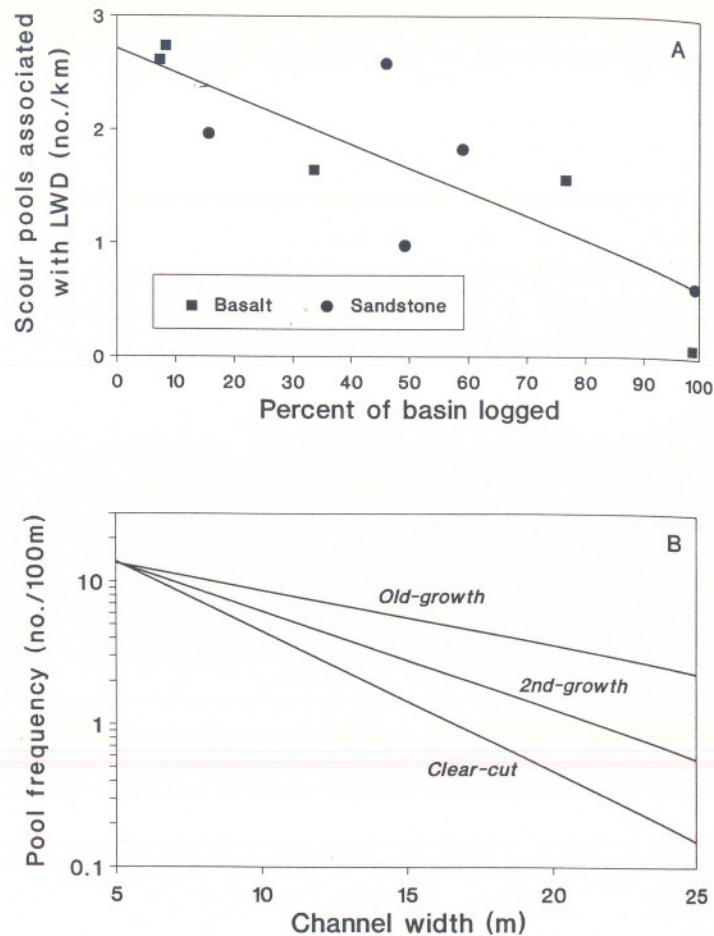 A
Scour pools associated
with LWD (no./km)
3
2
1
0
Basalt
Sandstone
0 10 20 30 40 50 60 70 80 90 100
Percent of basin logged
B
Pool frequency (no./100m)
10
1
0.1
Old-growth
2nd-growth
Clear-cut
5 10 15 20 25
Channel width (m)